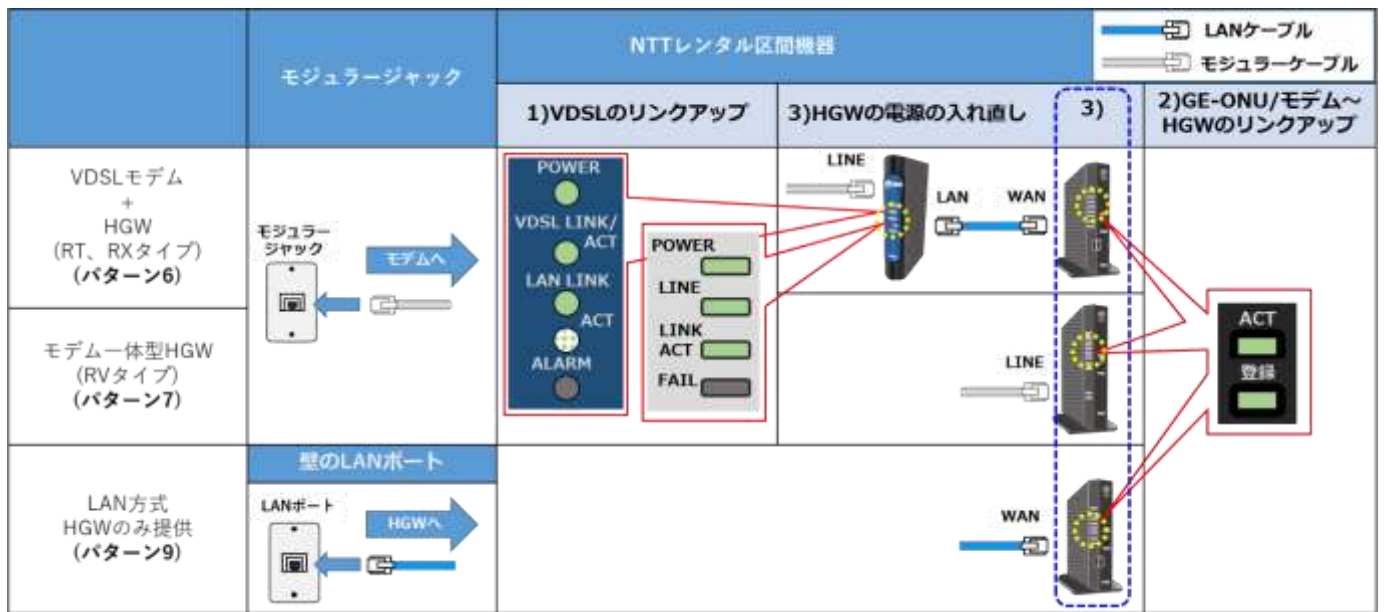 モジュラージャック
NTTレンタル区間機器
LANケーブル
モジュラーケーブル
1)VDSLのリンクアップ
3)HGWの電源の入れ直し
3)
2)GE-ONU/モデム～
HGWのリンクアップ
VDSLモデム
+
HGW
(RT、RXタイプ)
(パターン6)
モジュラー
ジャック
モデムへ
POWER
VDSL LINK/
ACT
LAN LINK
ACT
ALARM
POWER
LINE
LINK
ACT
FAIL
LINE
LAN
WAN
モデム一体型HGW
(RVタイプ)
(パターン7)
LINE
ACT
登録
LAN方式
HGWのみ提供
(パターン9)
壁のLANポート
LANポート
HGWへ
WAN